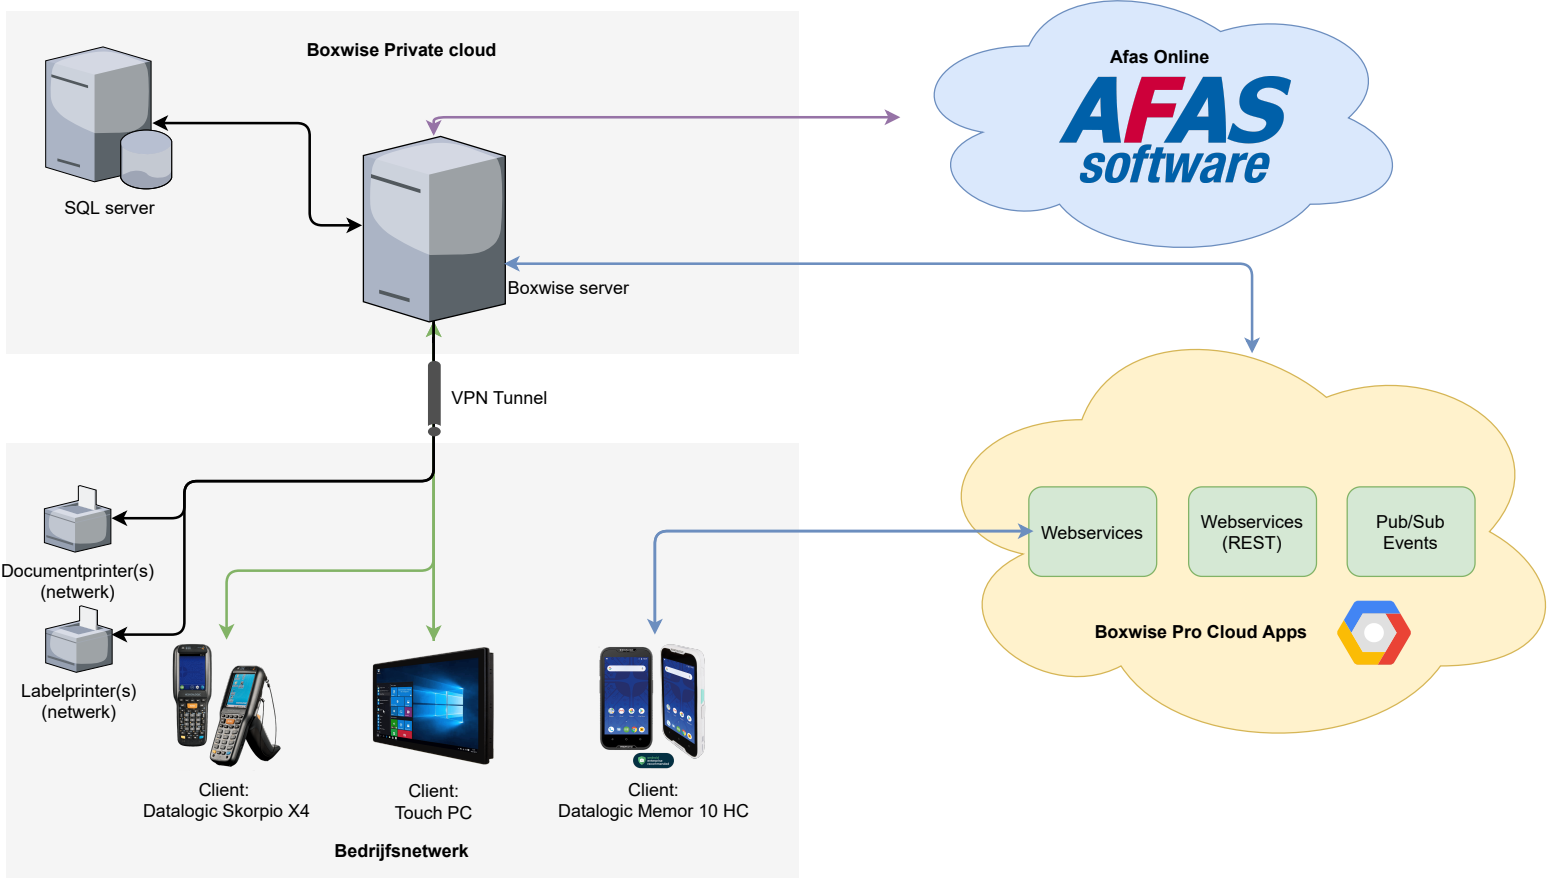 Boxwise Private cloud
SQL server
Boxwise server
Afas Online
AFAS
software
VPN Tunnel
Documentprinter(s)
(netwerk)
Labelprinter(s)
(netwerk)
Webservices
Webservices
(REST)
Pub/Sub
Events
Boxwise Pro Cloud Apps
Client:
Datalogic Skorpio X4
Client:
Touch PC
Client:
Datalogic Memor 10 HC
Bedrijfsnetwerk